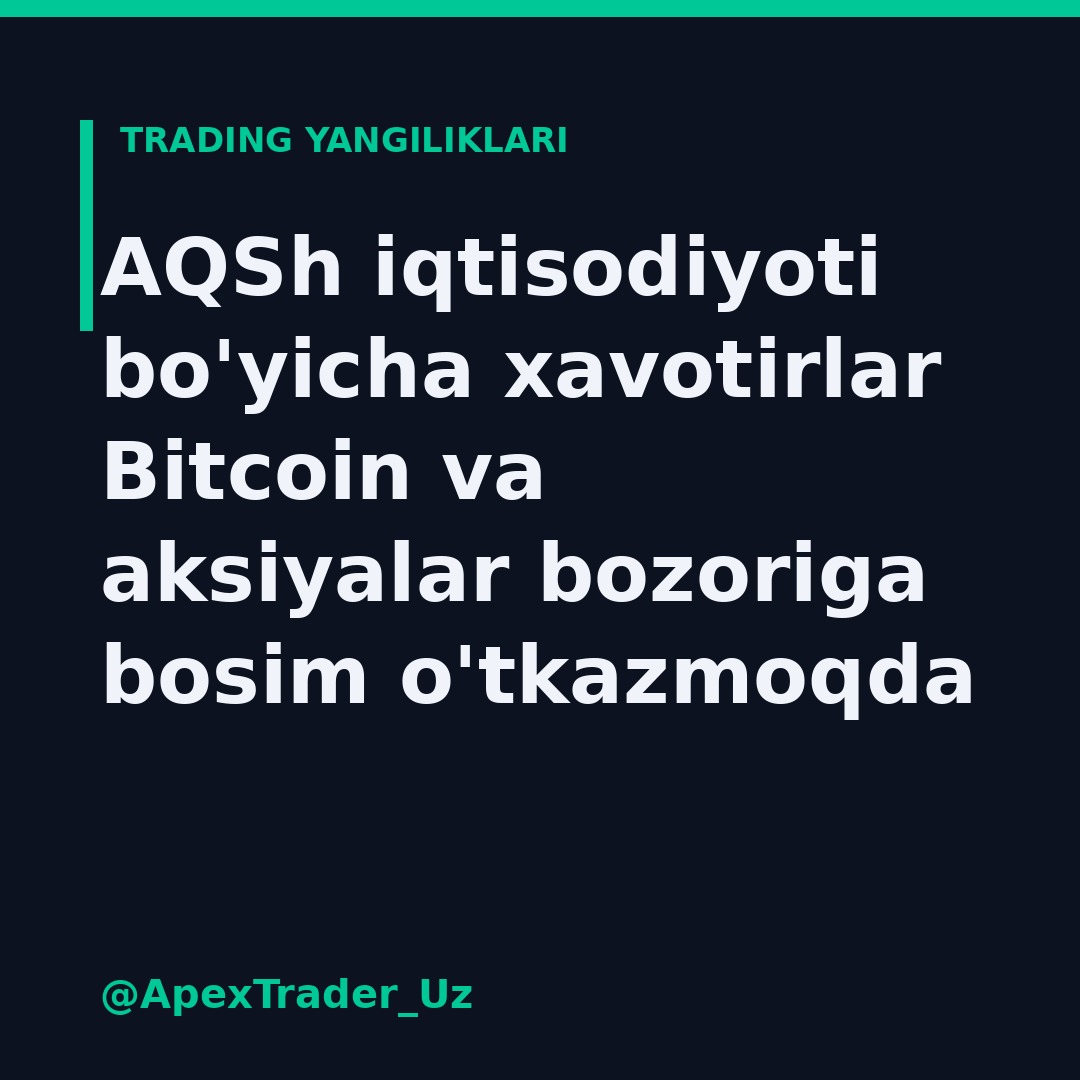 TRADING YANGILIKLARI
AQSh iqtisodiyoti
bo'yicha xavotirlar
Bitcoin va
aksiyalar bozoriga
bosim o'tkazmoqda
@ApexTrader_Uz